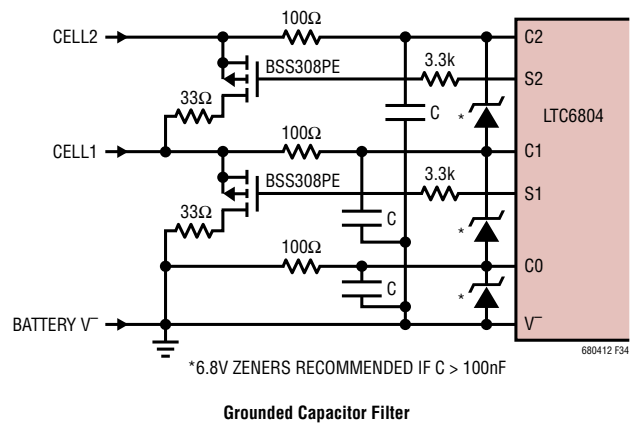 100Ω
CELL2
C2
BSS308PE
3.3k
S2
33Ω
C
*
LTC6804
100Ω
CELL1
C1
BSS308PE
3.3k
S1
33Ω
C
*
100Ω
C0
C
*
BATTERY V–
V–
680412 F34
*6.8V ZENERS RECOMMENDED IF C > 100nF
Grounded Capacitor Filter